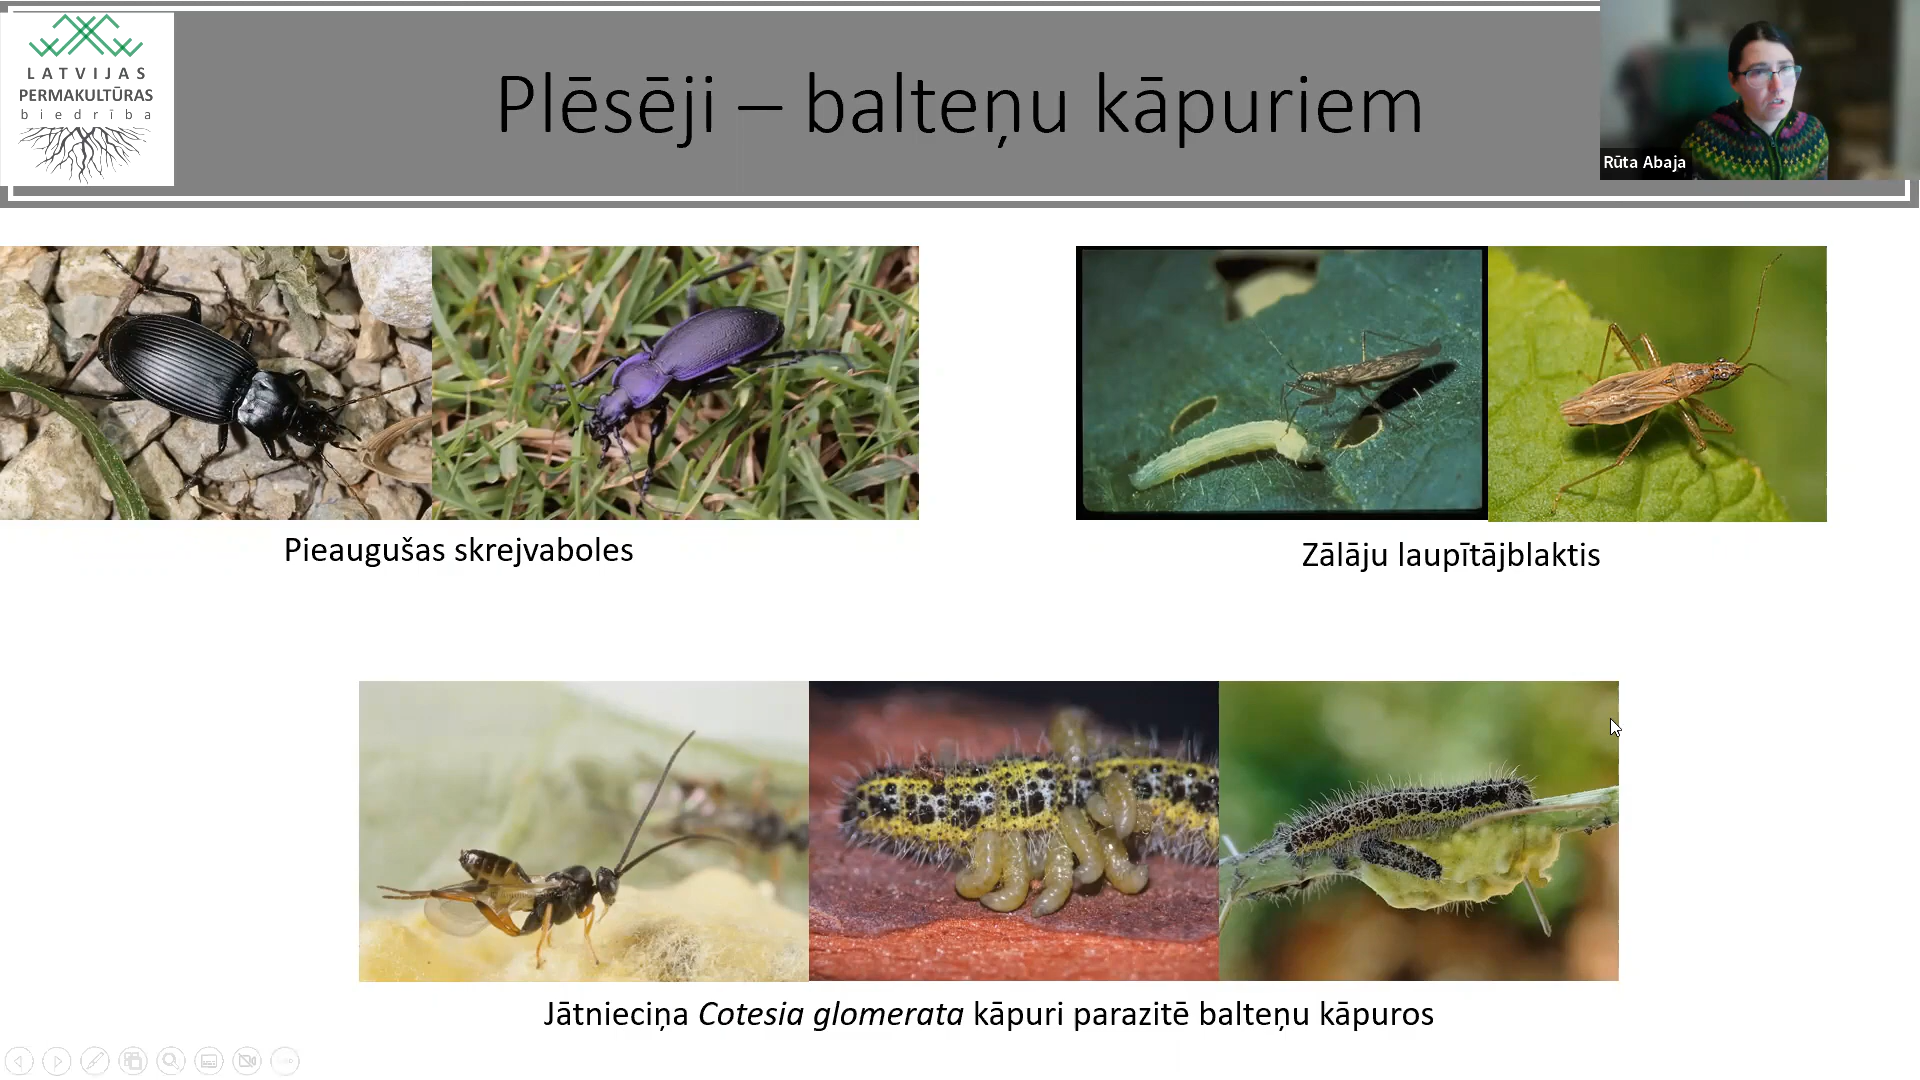 LATVIJAS
PERMAKULTŪRAS
biedrība
Plēsēji – balteņu kāpuriem
Rūta Abaja
Pieaugušas skrejvaboles
Zālāju laupītājblaktis
Jātnieciņa Cotesia glomerata kāpuri parazitē balteņu kāpuros